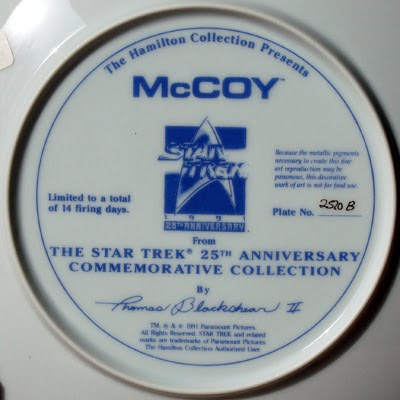 The Hamilton Collection Presents
McCOY™
STAR
TREK
1991
25TH ANNIVERSARY
Because the metallic pigments
necessary to create this fine
art reproduction may be
poisonous, this decorative
work of art is not for food use.
Limited to a total
of 14 firing days.
Plate No. 2520 B
From
THE STAR TREK® 25TH ANNIVERSARY
COMMEMORATIVE COLLECTION
By
Thomas Blackshear II
TM, ® & © 1991 Paramount Pictures.
All Rights Reserved. STAR TREK and related
marks are trademarks of Paramount Pictures.
The Hamilton Collection Authorized User.